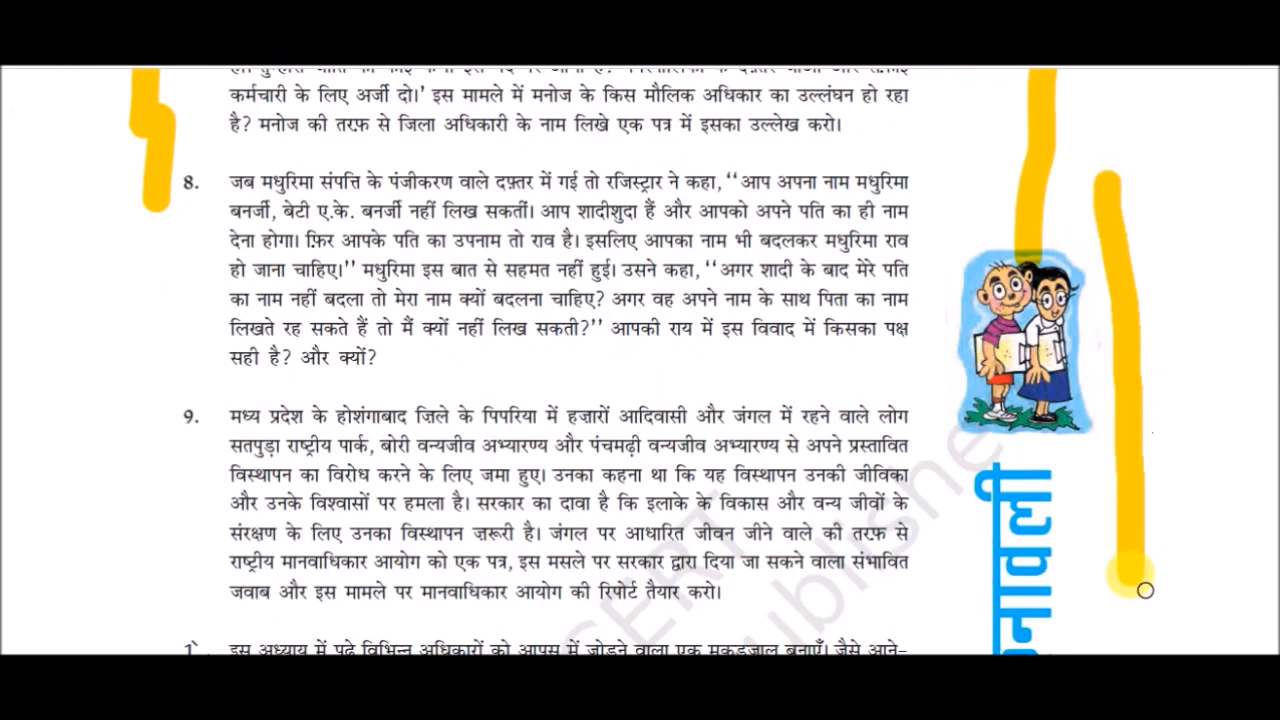 कर्मचारी के लिए अर्जी दो।' इस मामले में मनोज के किस मौलिक अधिकार का उल्लंघन हो रहा
है? मनोज की तरफ़ से जिला अधिकारी के नाम लिखे एक पत्र में इसका उल्लेख करो।
8. जब मधुरिमा संपत्ति के पंजीकरण वाले दफ़्तर में गई तो रजिस्ट्रार ने कहा, "आप अपना नाम मधुरिमा
बनर्जी, बेटी ए.के. बनर्जी नहीं लिख सकतीं। आप शादीशुदा हैं और आपको अपने पति का ही नाम
देना होगा। फ़िर आपके पति का उपनाम तो राव है। इसलिए आपका नाम भी बदलकर मधुरिमा राव
हो जाना चाहिए।" मधुरिमा इस बात से सहमत नहीं हुई। उसने कहा, "अगर शादी के बाद मेरे पति
का नाम नहीं बदला तो मेरा नाम क्यों बदलना चाहिए? अगर वह अपने नाम के साथ पिता का नाम
लिखते रह सकते हैं तो मैं क्यों नहीं लिख सकती?" आपकी राय में इस विवाद में किसका पक्ष
सही है? और क्यों?
9. मध्य प्रदेश के होशंगाबाद ज़िले के पिपरिया में हज़ारों आदिवासी और जंगल में रहने वाले लोग
सतपुड़ा राष्ट्रीय पार्क, बोरी वन्यजीव अभ्यारण्य और पंचमढ़ी वन्यजीव अभ्यारण्य से अपने प्रस्तावित
विस्थापन का विरोध करने के लिए जमा हुए। उनका कहना था कि यह विस्थापन उनकी जीविका
और उनके विश्वासों पर हमला है। सरकार का दावा है कि इलाके के विकास और वन्य जीवों के
संरक्षण के लिए उनका विस्थापन ज़रूरी है। जंगल पर आधारित जीवन जीने वाले की तरफ़ से
राष्ट्रीय मानवाधिकार आयोग को एक पत्र, इस मसले पर सरकार द्वारा दिया जा सकने वाला संभावित
जवाब और इस मामले पर मानवाधिकार आयोग की रिपोर्ट तैयार करो।
इस अध्याय में पढ़े विभिन्न अधिकारों को आपस में जोड़ने वाला एक मकड़जाल बनाएँ। जैसे आने-
नावली